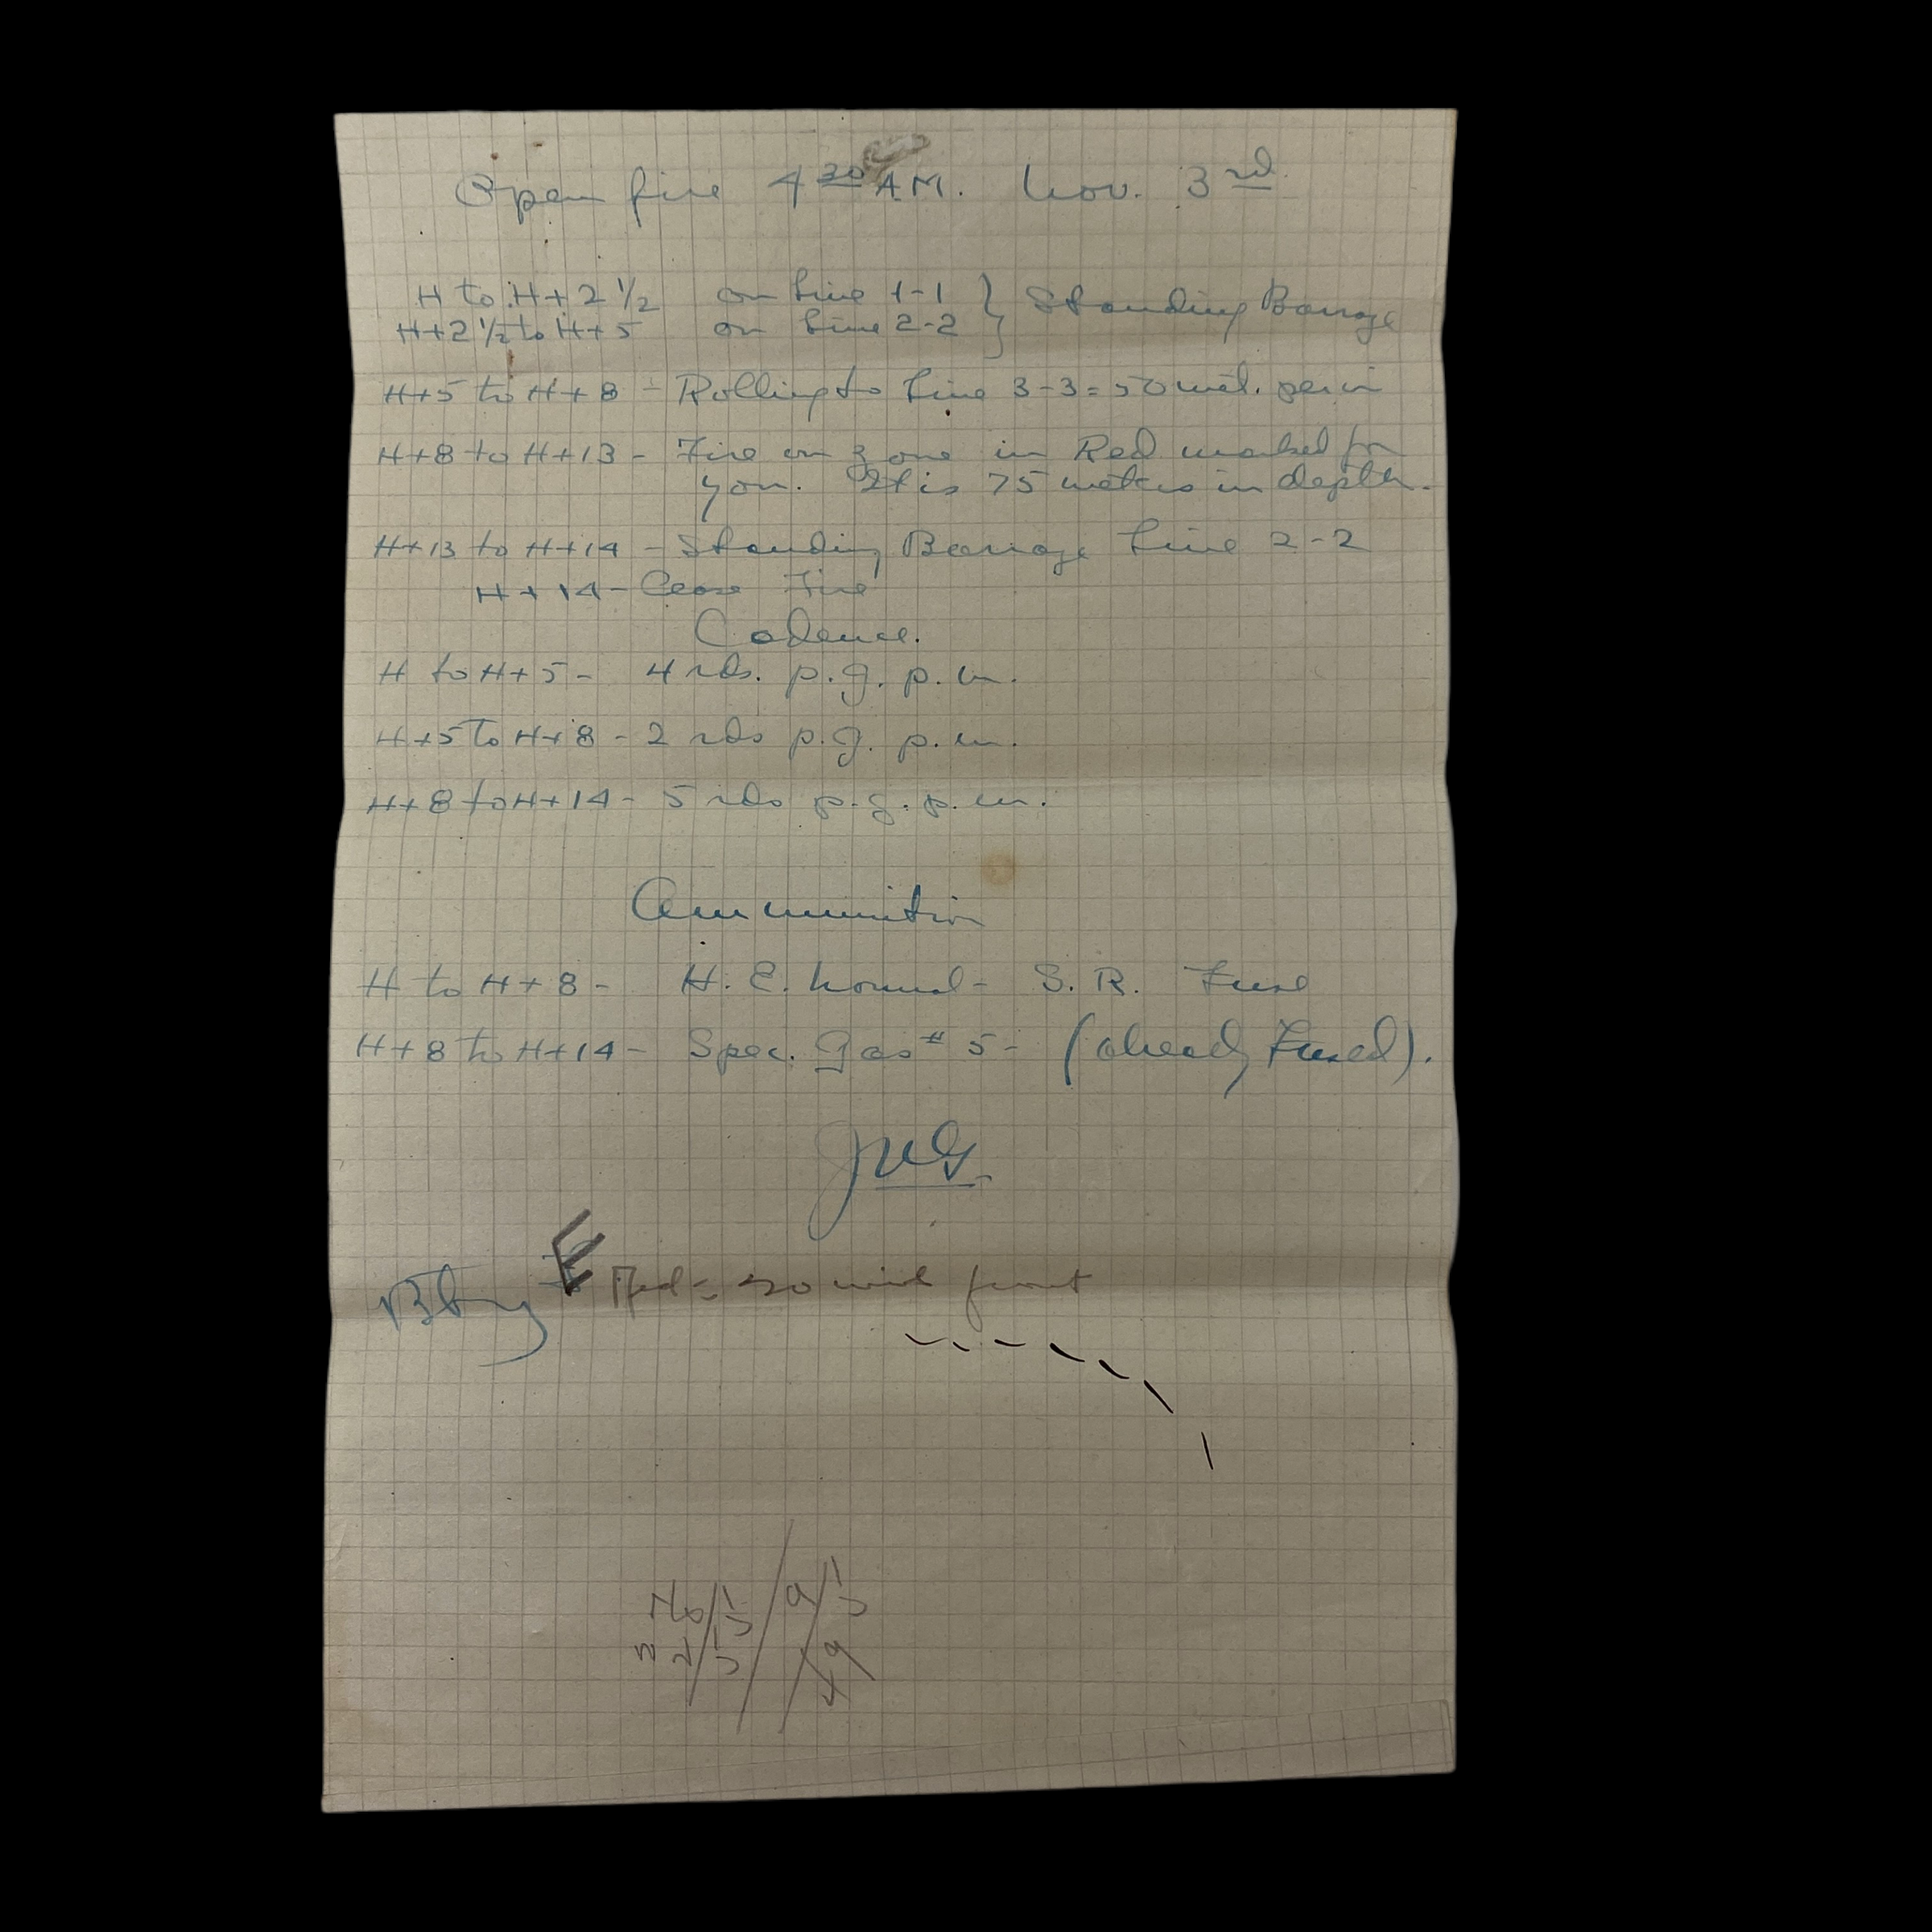 Open fire 4 30 A.M. Nov. 3rd
H to H+2 1/2 on Line 1-1 } Standing Barrage
H+2 1/2 to H+5 on Line 2-2
H+5 to H+8 - Rolling to Line 3-3 = 50 met. per
H+8 to H+13 - Fire on zone in Red marked for
you. It is 75 meters in depth.
H+13 to H+14 - Standing Barrage Line 2-2
H+14 - Cease Fire
Cadence.
H to H+5 - 4 rds. p.g. p.m.
H+5 to H+8 - 2 rds p.g. p.m.
H+8 to H+14 - 5 rds p.g. p.m.
Ammunition
H to H+8 - H.E. Normal - S.R. Fuse
H+8 to H+14 - Spec. Gas # 5 - (already Fused).
Btry E Red = front